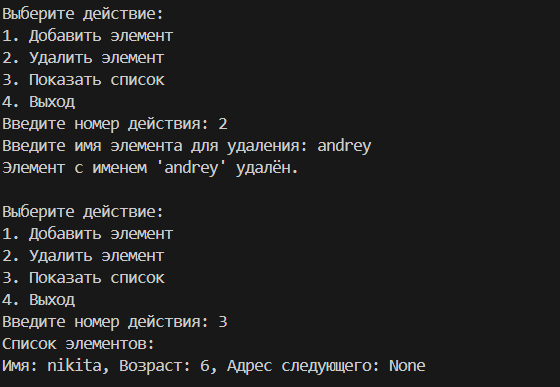 Выберите действие:
1. Добавить элемент
2. Удалить элемент
3. Показать список
4. Выход
Введите номер действия: 2
Введите имя элемента для удаления: andrey
Элемент с именем 'andrey' удалён.

Выберите действие:
1. Добавить элемент
2. Удалить элемент
3. Показать список
4. Выход
Введите номер действия: 3
Список элементов:
Имя: nikita, Возраст: 6, Адрес следующего: None